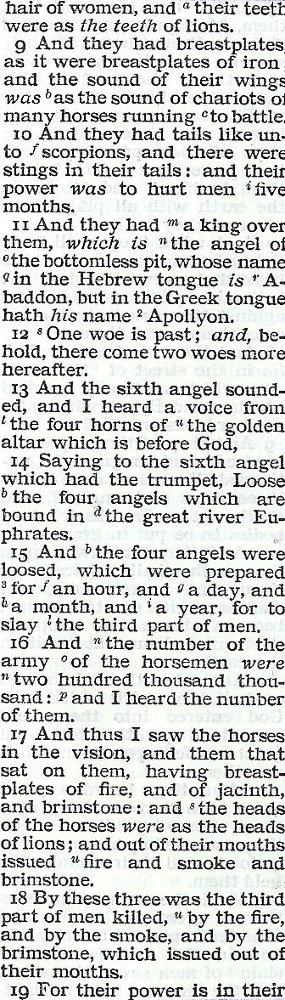 hair of women, and a their teeth
were as the teeth of lions.
9 And they had breastplates,
as it were breastplates of iron
and the sound of their wings
was b as the sound of chariots of
many horses running c to battle.
10 And they had tails like un-
to f scorpions, and there were
stings in their tails: and their
power was to hurt men i five
months.
11 And they had m a king over
them, which is n the angel of
o the bottomless pit, whose name
q in the Hebrew tongue is r A-
baddon, but in the Greek tongue
hath his name 2 Apollyon.
12 s One woe is past; and, be-
hold, there come two woes more
hereafter.
13 And the sixth angel sound-
ed, and I heard a voice from
t the four horns of u the golden
altar which is before God,
14 Saying to the sixth angel
which had the trumpet, Loose
b the four angels which are
bound in d the great river Eu-
phrates.
15 And b the four angels were
loosed, which were prepared
3 for f an hour, and g a day, and
h a month, and i a year, for to
slay l the third part of men.
16 And n the number of the
army o of the horsemen were
n two hundred thousand thou-
sand: p and I heard the number
of them.
17 And thus I saw the horses
in the vision, and them that
sat on them, having breast-
plates of fire, and of jacinth,
and brimstone: and s the heads
of the horses were as the heads
of lions; and out of their mouths
issued u fire and smoke and
brimstone.
18 By these three was the third
part of men killed, u by the fire,
and by the smoke, and by the
brimstone, which issued out of
their mouths.
19 For their power is in their